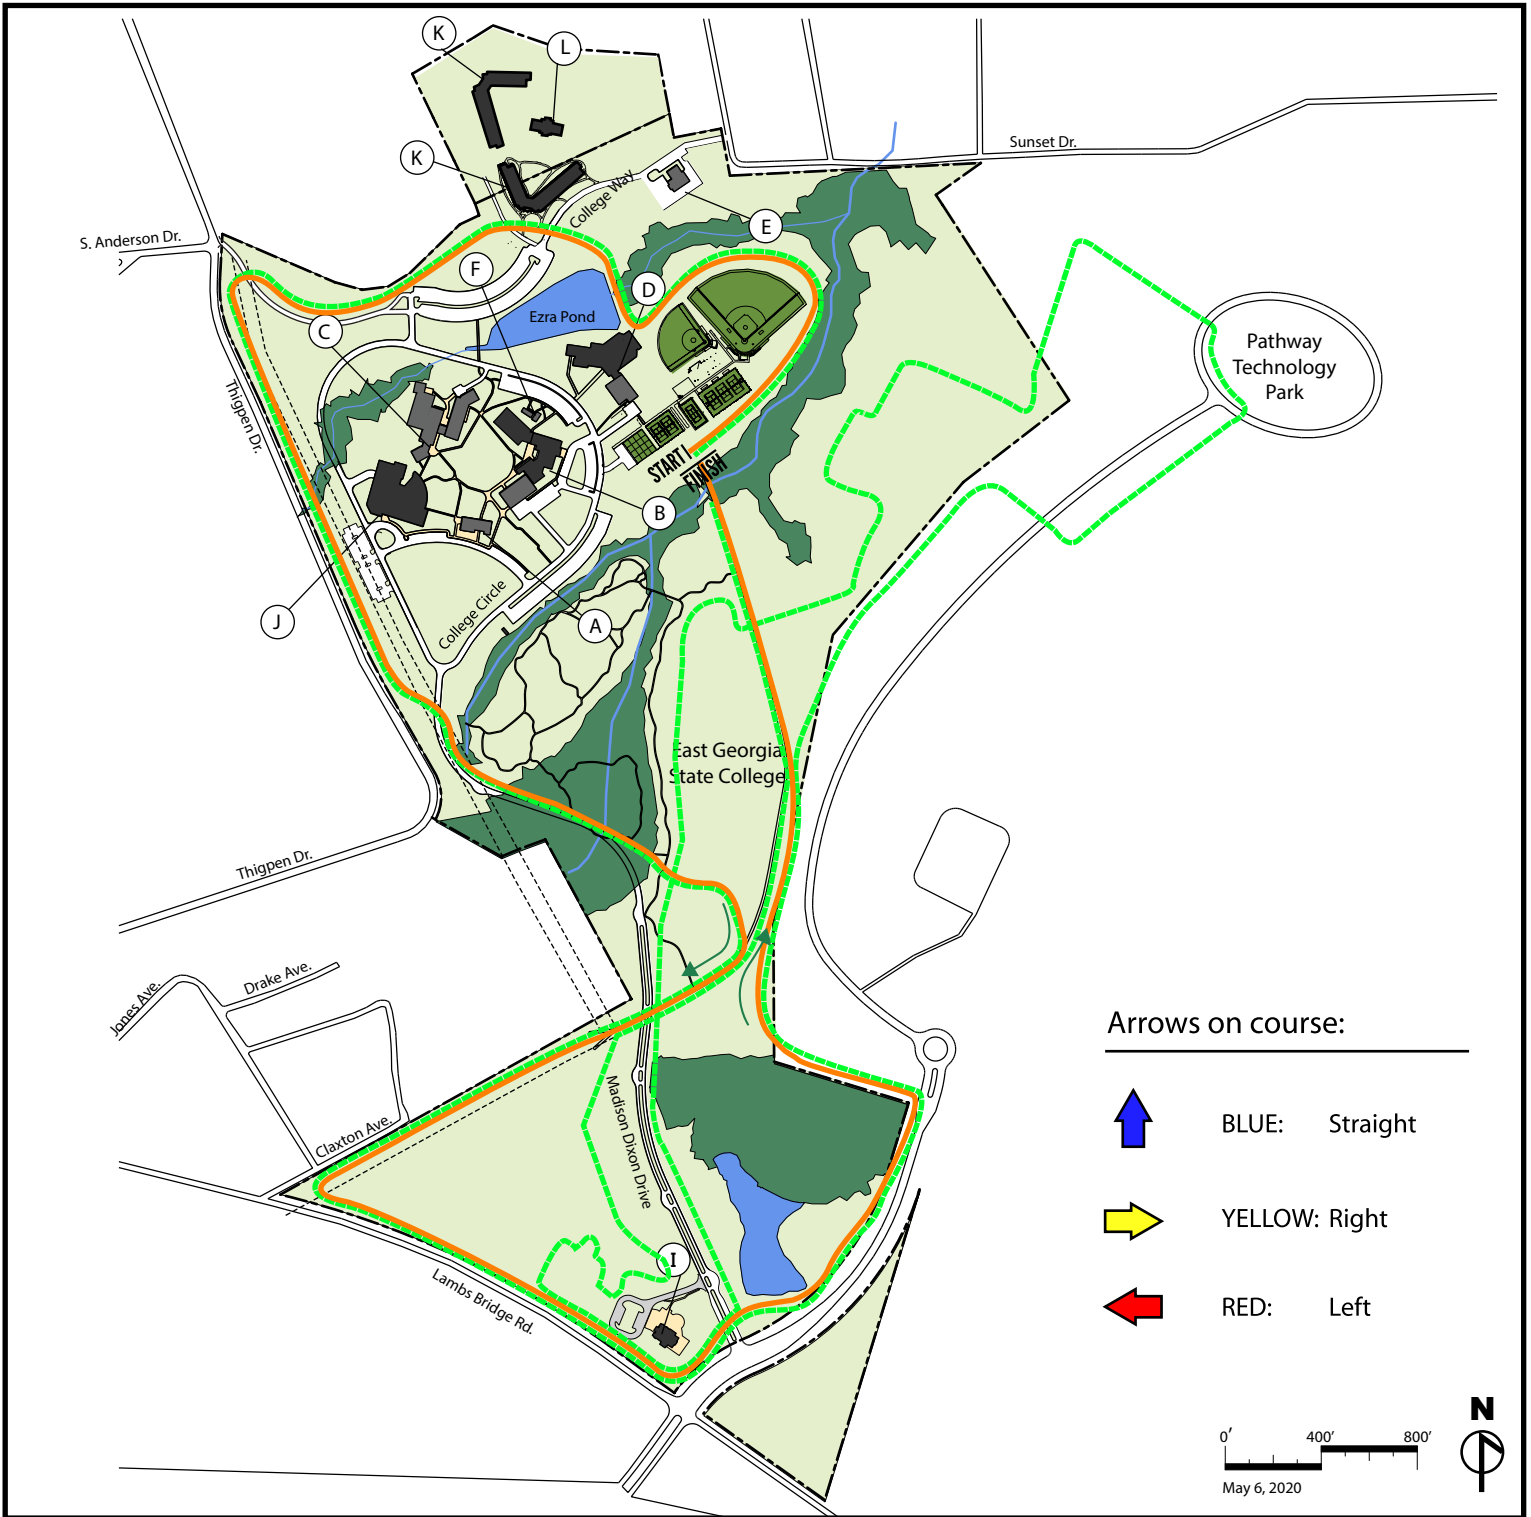 K
L
K
Sunset Dr.
College Way
E
S. Anderson Dr.
F
D
C
Ezra Pond
Pathway
Technology
Park
Thigpen Dr.
START
FINISH
B
J
College Circle
A
East Georgia
State College
Thigpen Dr.
Drake Ave.
Jones Ave.
Claxton Ave.
Madison Dixon Drive
I
Lambs Bridge Rd.
Arrows on course:
BLUE: Straight
YELLOW: Right
RED: Left
N
0' 400' 800'
May 6, 2020